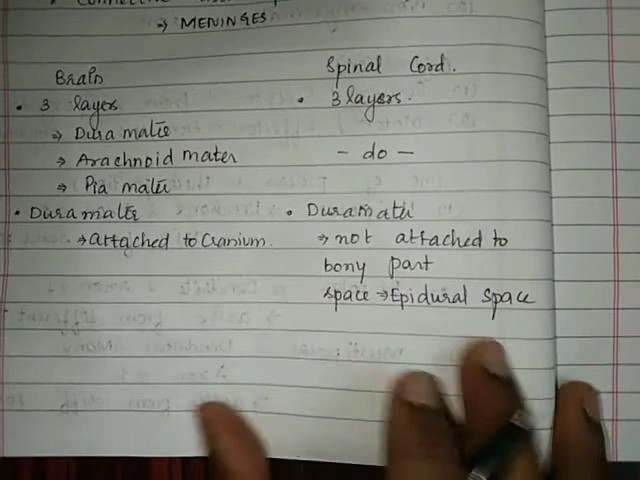 → MENINGES
Brain
Spinal Cord.
• 3 layers
• 3 layers.
→ Dura mater
→ Arachnoid mater
- do -
→ Pia mater
• Dura mater
• Dura mater
→ attached to Cranium.
→ not attached to
bony part
space → Epidural space